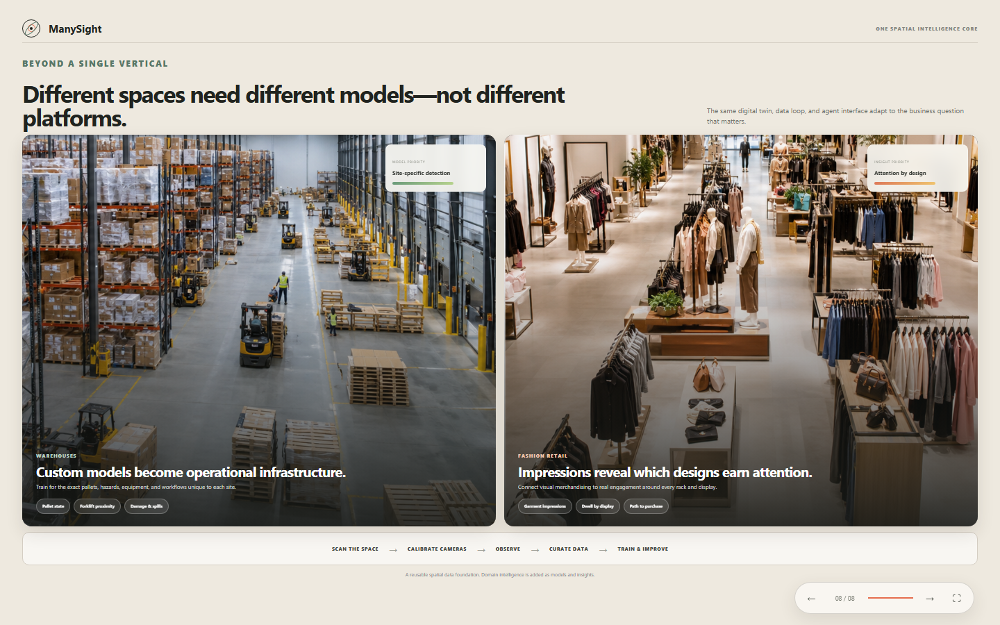 ManySight
ONE SPATIAL INTELLIGENCE CORE
BEYOND A SINGLE VERTICAL
Different spaces need different models—not different
platforms.
The same digital twin, data loop, and agent interface adapt to the business question
that matters.
MODEL PRIORITY
Site-specific detection
INSIGHT PRIORITY
Attention by design
WAREHOUSES
Custom models become operational infrastructure.
Train for the exact pallets, hazards, equipment, and workflows unique to each site.
Pallet state
Forklift proximity
Damage & spills
FASHION RETAIL
Impressions reveal which designs earn attention.
Connect visual merchandising to real engagement around every rack and display.
Garment impressions
Dwell by display
Path to purchase
SCAN THE SPACE → CALIBRATE CAMERAS → OBSERVE → CURATE DATA → TRAIN & IMPROVE
A reusable spatial data foundation. Domain intelligence is added as models and insights.
← 08 / 08 →